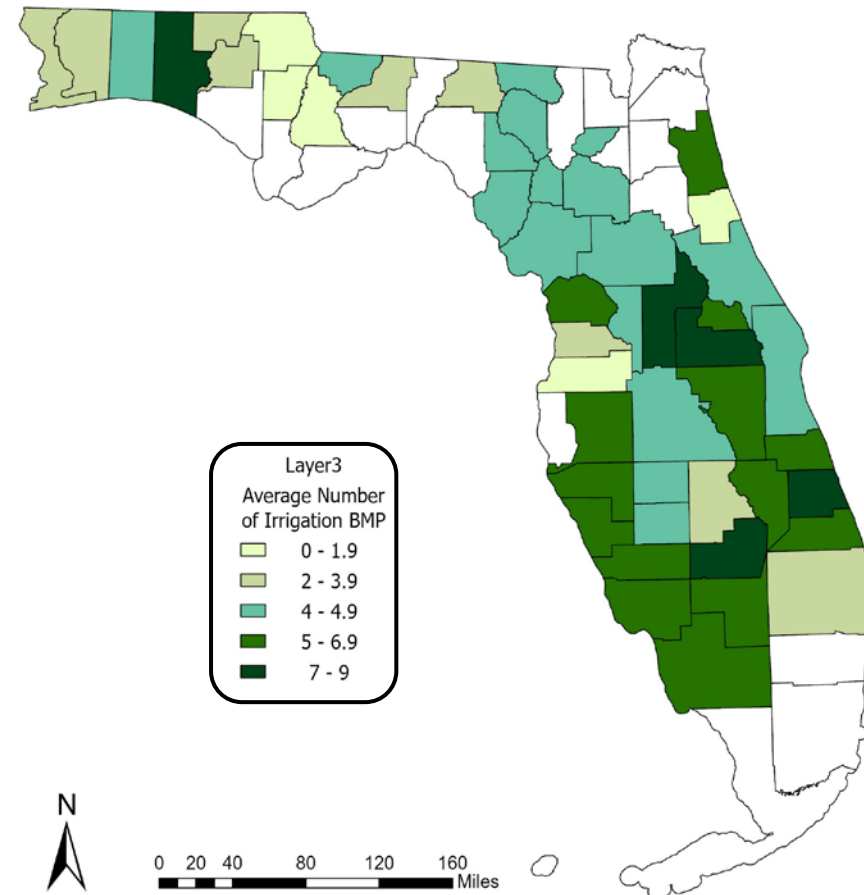 Layer3
Average Number
of Irrigation BMP
0 - 1.9
2 - 3.9
4 - 4.9
5 - 6.9
7 - 9
N
0 20 40 80 120 160
Miles